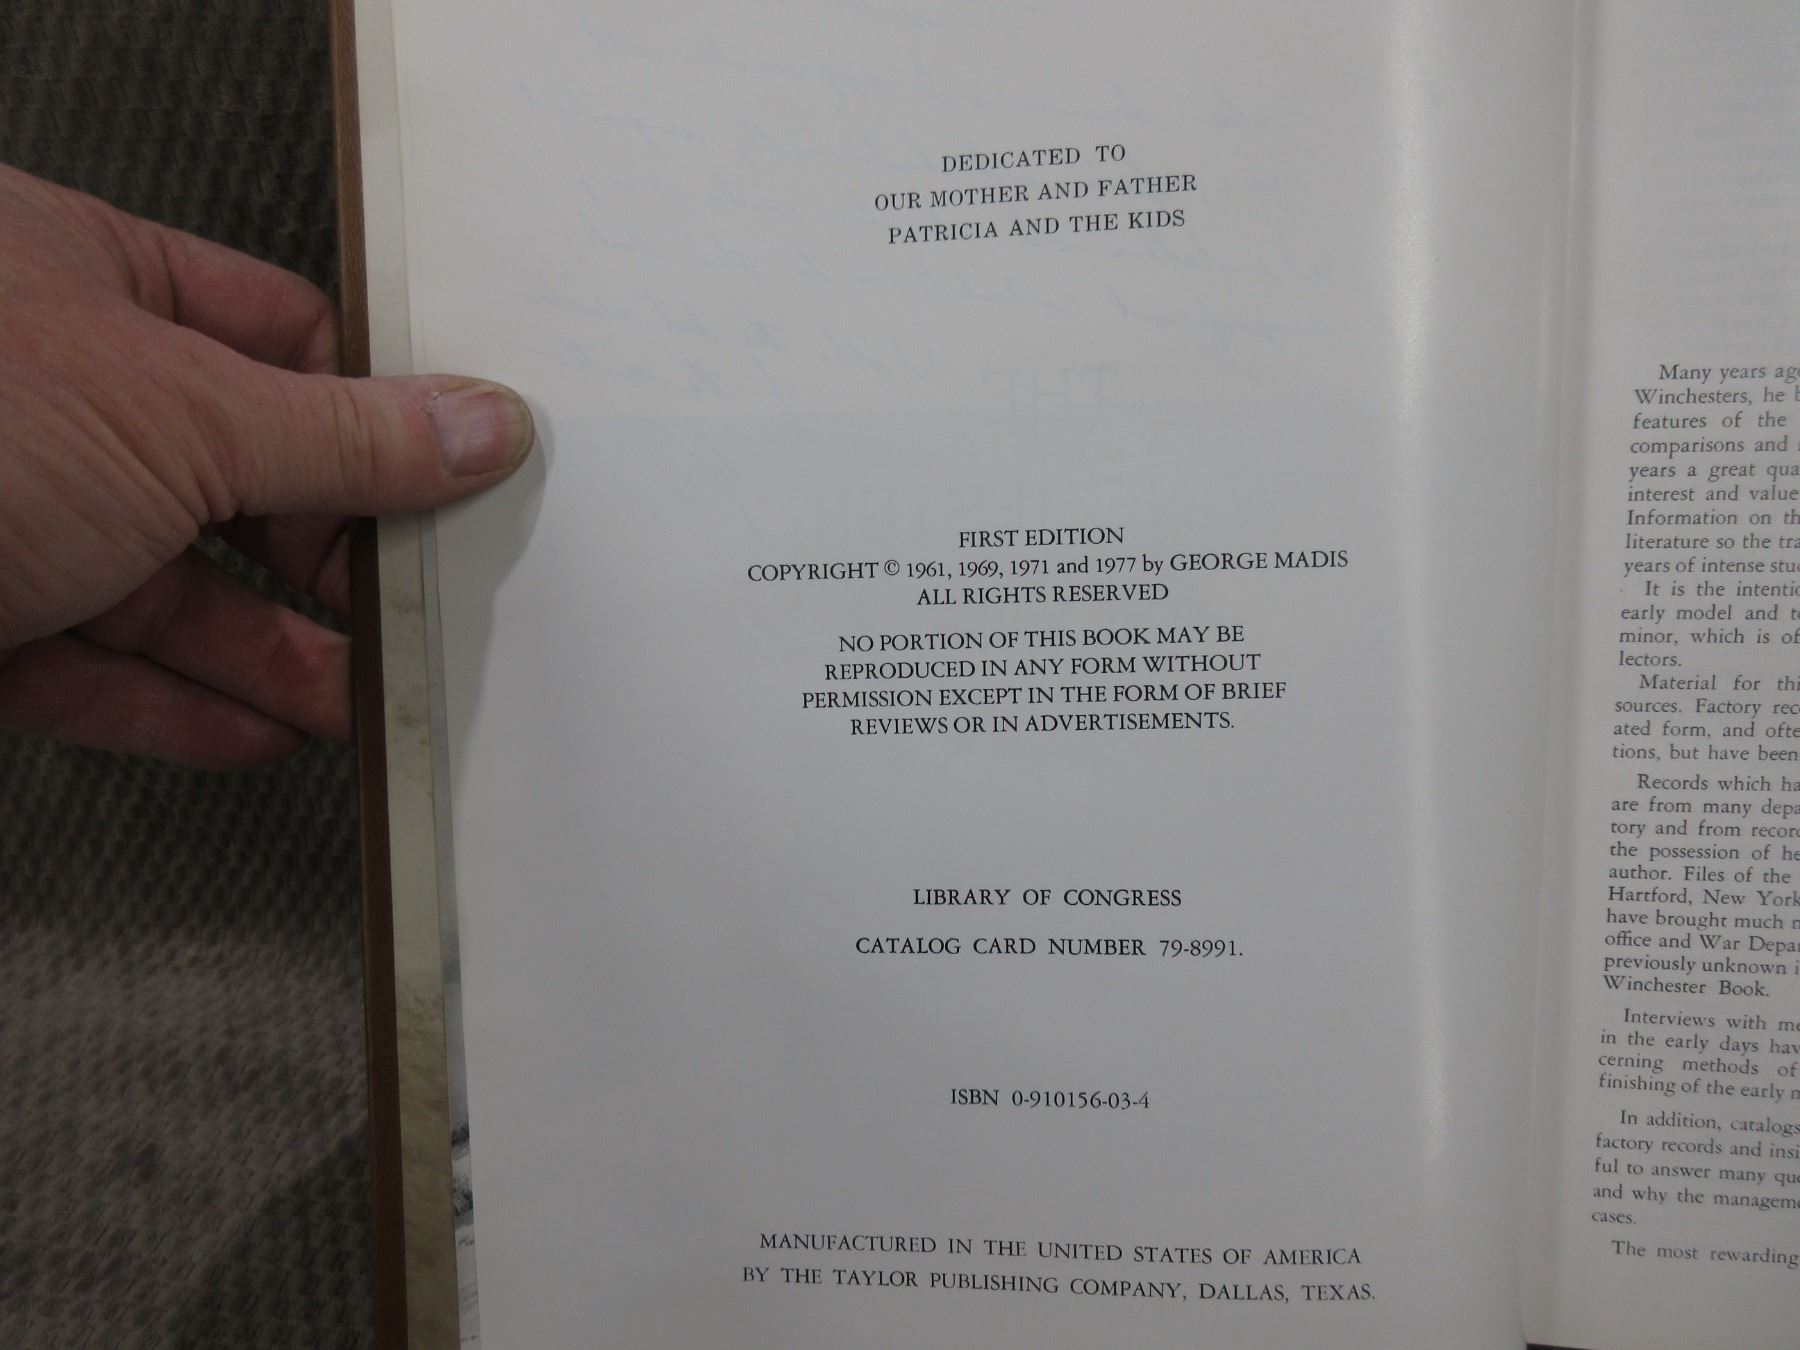 DEDICATED TO
OUR MOTHER AND FATHER
PATRICIA AND THE KIDS
THE
FIRST EDITION
COPYRIGHT © 1961, 1969, 1971 and 1977 by GEORGE MADIS
ALL RIGHTS RESERVED
NO PORTION OF THIS BOOK MAY BE
REPRODUCED IN ANY FORM WITHOUT
PERMISSION EXCEPT IN THE FORM OF BRIEF
REVIEWS OR IN ADVERTISEMENTS.
LIBRARY OF CONGRESS
CATALOG CARD NUMBER 79-8991.
ISBN 0-910156-03-4
MANUFACTURED IN THE UNITED STATES OF AMERICA
BY THE TAYLOR PUBLISHING COMPANY, DALLAS, TEXAS.
Many years
Winchesters, he
features of the
comparisons and
years a great
interest and value
Information on
literature so the
years of intense
It is the
early model and
minor, which is
lectors.
Material for
sources. Factory
ated form, and
tions, but have been
Records which
are from many
tory and from
the possession of
author. Files of the
Hartford, New York
have brought much
office and War
previously unknown
Winchester Book.
Interviews with
in the early days
cerning methods of
finishing of the early
In addition, catalogs
factory records and
ful to answer many
and why the
cases.
The most rewarding